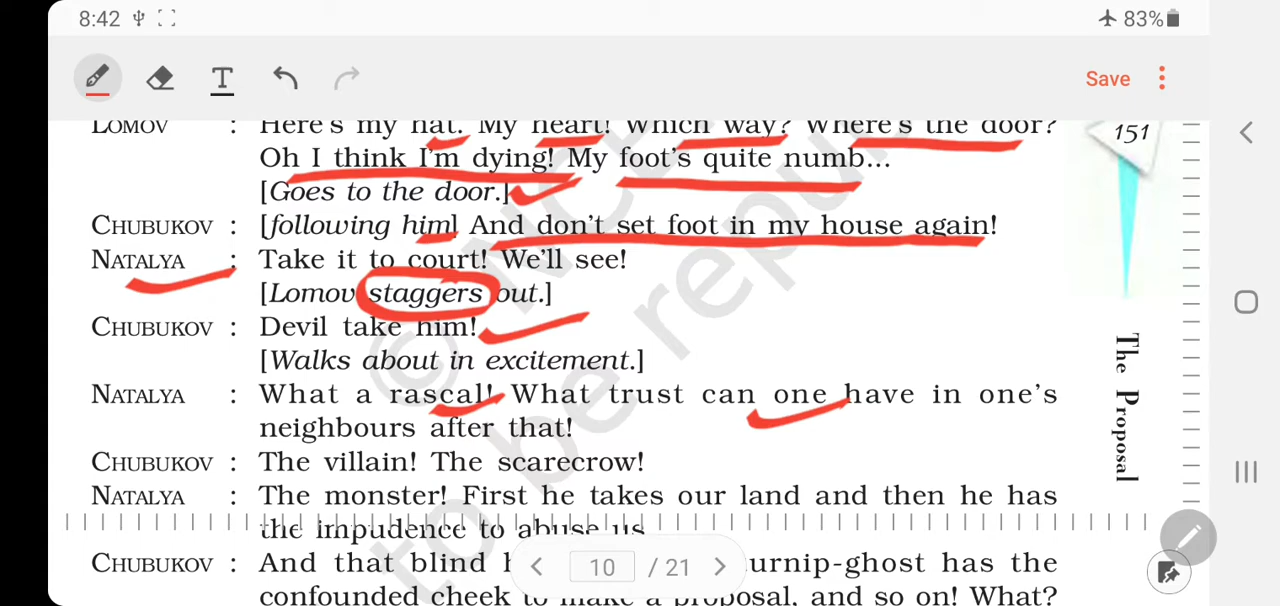 8:42
83%
T
Save
LOMOV : Here's my hat. My heart! Which way? Where's the door?
151
Oh I think I'm dying! My foot's quite numb...
[Goes to the door.]
CHUBUKOV : [following him] And don't set foot in my house again!
NATALYA : Take it to court! We'll see!
[Lomov staggers out.]
CHUBUKOV : Devil take him!
[Walks about in excitement.]
NATALYA : What a rascal! What trust can one have in one's
neighbours after that!
CHUBUKOV : The villain! The scarecrow!
NATALYA : The monster! First he takes our land and then he has
the impudence to abuse us.
CHUBUKOV : And that blind urnip-ghost has the
confounded cheek to make a proposal, and so on! What?
10 / 21
The Proposal
to be repu